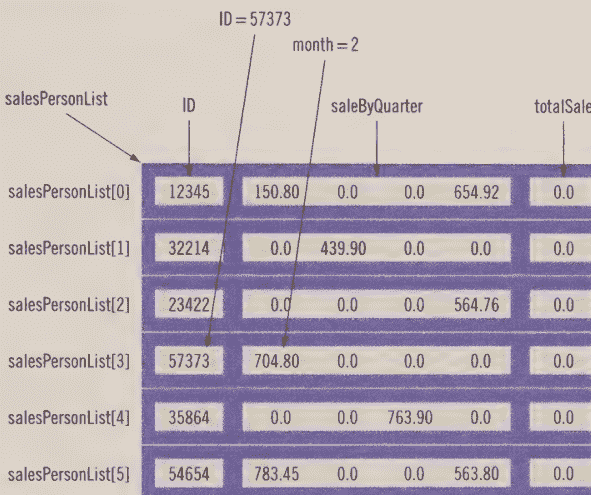 ID = 57373
month = 2
salesPersonList ID saleByQuarter totalSale
salesPersonList[0] 12345 150.80 0.0 0.0 654.92 0.0
salesPersonList[1] 32214 0.0 439.90 0.0 0.0 0.0
salesPersonList[2] 23422 0.0 0.0 0.0 564.76 0.0
salesPersonList[3] 57373 704.80 0.0 0.0 0.0 0.0
salesPersonList[4] 35864 0.0 0.0 763.90 0.0 0.0
salesPersonList[5] 54654 783.45 0.0 0.0 563.80 0.0